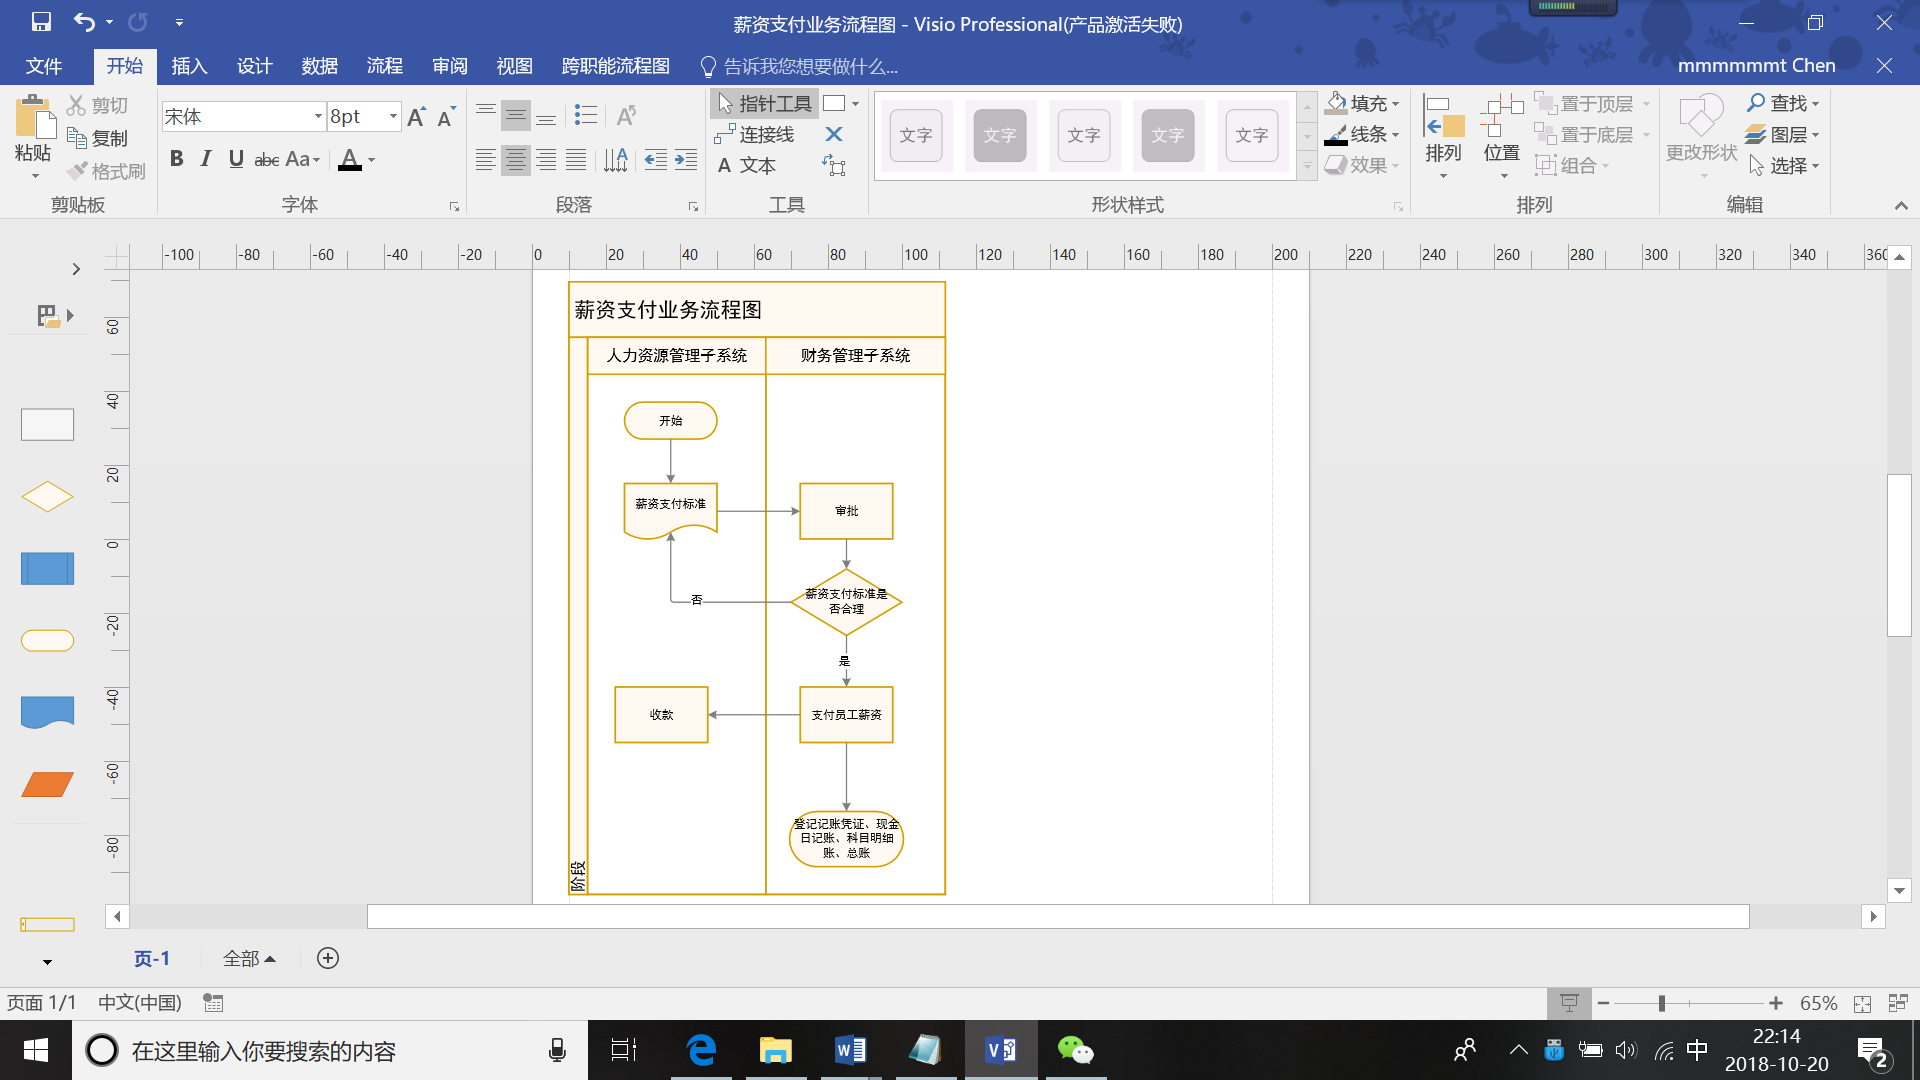 薪资支付业务流程图 - Visio Professional(产品激活失败)
文件 开始 插入 设计 数据 流程 审阅 视图 跨职能流程图 告诉我您想要做什么... mmmmmmt Chen
粘贴 剪切 复制 格式刷
宋体 8pt A A
B I U abc Aa A
指针工具 连接线 A 文本
文字 文字 文字 文字 文字
填充 线条 效果
排列 位置 置于顶层 置于底层 组合
更改形状 查找 图层 选择
剪贴板 字体 段落 工具 形状样式 排列 编辑
-100 -80 -60 -40 -20 0 20 40 60 80 100 120 140 160 180 200 220 240 260 280 300 320 340 360
60
40
20
0
-20
-40
-60
-80
薪资支付业务流程图
人力资源管理子系统 财务管理子系统
开始
薪资支付标准 审批
薪资支付标准是
否合理
否
是
收款 支付员工薪资
登记记账凭证、现金
日记账、科目明细
账、总账
阶段
页-1 全部
页面 1/1 中文(中国) 65%
在这里输入你要搜索的内容
中 22:14
2018-10-20
2